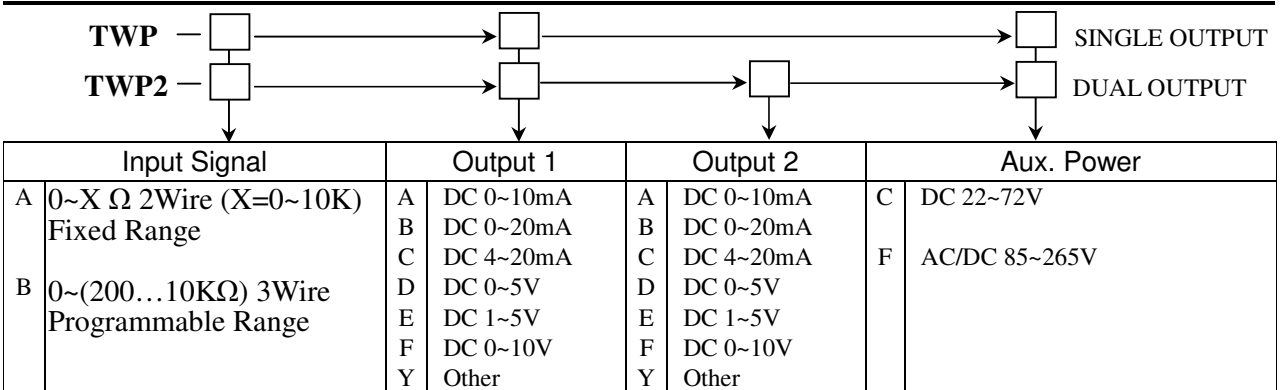 TWP – SINGLE OUTPUT
TWP2 – DUAL OUTPUT
Input Signal Output 1 Output 2 Aux. Power
A 0~X Ω 2Wire (X=0~10K) A DC 0~10mA A DC 0~10mA C DC 22~72V
Fixed Range B DC 0~20mA B DC 0~20mA
C DC 4~20mA C DC 4~20mA F AC/DC 85~265V
B 0~(200…10KΩ) 3Wire D DC 0~5V D DC 0~5V
Programmable Range E DC 1~5V E DC 1~5V
F DC 0~10V F DC 0~10V
Y Other Y Other